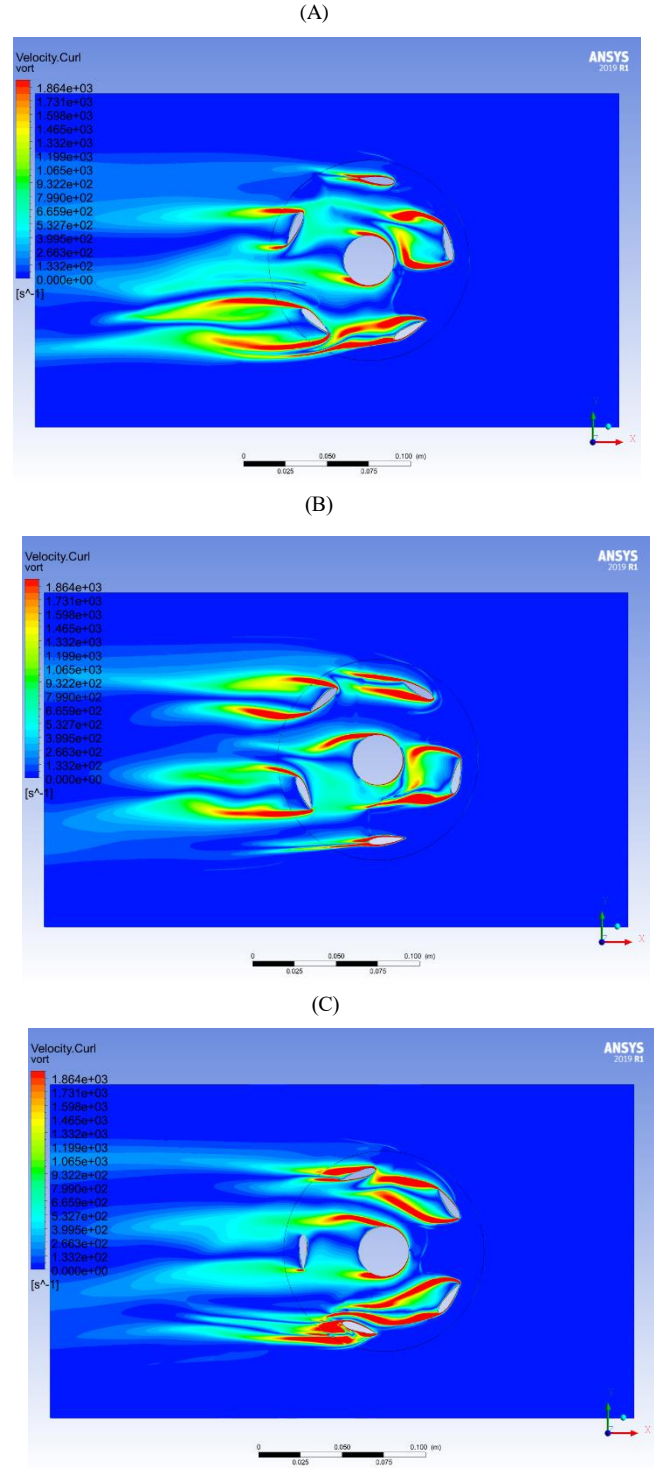 (A)
Velocity.Curl
vort
ANSYS
2019 R1
1.864e+03
1.731e+03
1.598e+03
1.465e+03
1.332e+03
1.199e+03
1.065e+03
9.322e+02
7.990e+02
6.659e+02
5.327e+02
3.995e+02
2.663e+02
1.332e+02
0.000e+00
[s^-1]
Y
Z
X
0 0.050 0.100 (m)
0.025 0.075
(B)
Velocity.Curl
vort
ANSYS
2019 R1
1.864e+03
1.731e+03
1.598e+03
1.465e+03
1.332e+03
1.199e+03
1.065e+03
9.322e+02
7.990e+02
6.659e+02
5.327e+02
3.995e+02
2.663e+02
1.332e+02
0.000e+00
[s^-1]
Y
Z
X
0 0.050 0.100 (m)
0.025 0.075
(C)
Velocity.Curl
vort
ANSYS
2019 R1
1.864e+03
1.731e+03
1.598e+03
1.465e+03
1.332e+03
1.199e+03
1.065e+03
9.322e+02
7.990e+02
6.659e+02
5.327e+02
3.995e+02
2.663e+02
1.332e+02
0.000e+00
[s^-1]
Y
Z
X
0 0.050 0.100 (m)
0.025 0.075